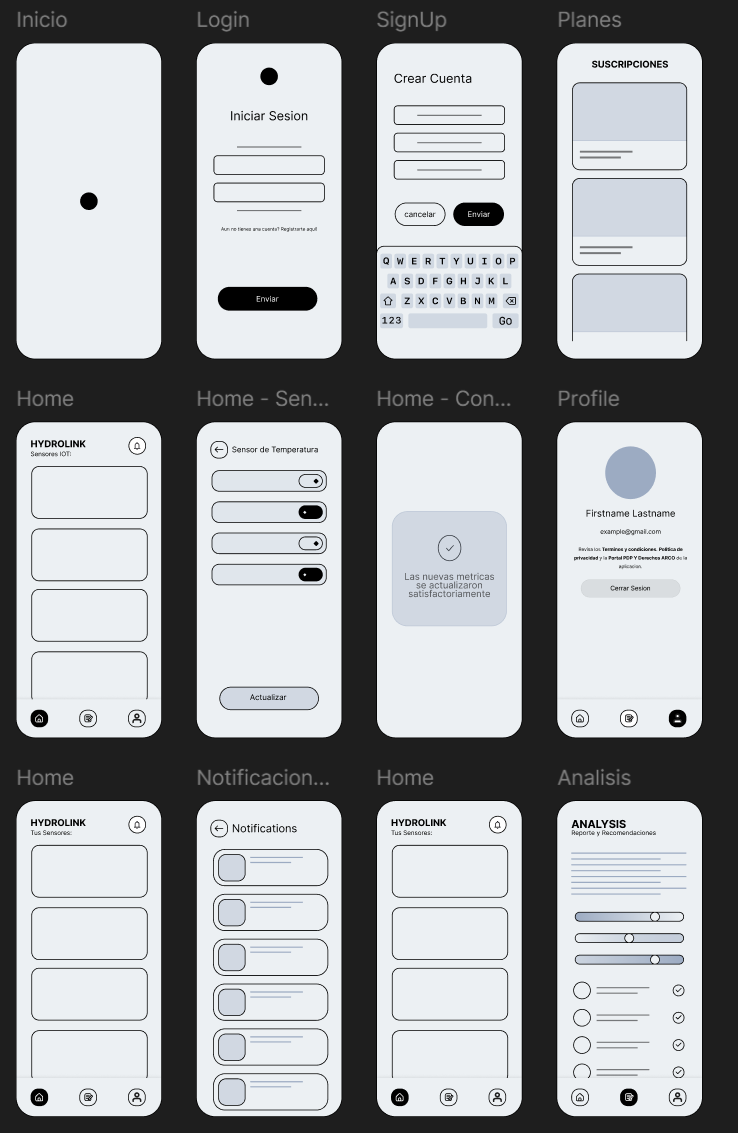 Inicio
Login
SignUp
Planes
Iniciar Sesion
Aun no tienes una cuenta? Registrarte aquí!
Enviar
Crear Cuenta
cancelar
Enviar
Q W E R T Y U I O P
A S D F G H J K L
Z X C V B N M
123
Go
SUSCRIPCIONES
Home
Home - Sen...
Home - Con...
Profile
HYDROLINK
Sensores IOT:
Sensor de Temperatura
Actualizar
Las nuevas metricas
se actualizaron
satisfactoriamente
Firstname Lastname
example@gmail.com
Revisa los Terminos y condiciones. Politica de
privacidad y la Portal PDP Y Derechos ARCO de la
aplicacion.
Cerrar Sesion
Home
Notificacion...
Home
Analisis
HYDROLINK
Tus Sensores:
Notifications
HYDROLINK
Tus Sensores:
ANALYSIS
Reporte y Recomendaciones